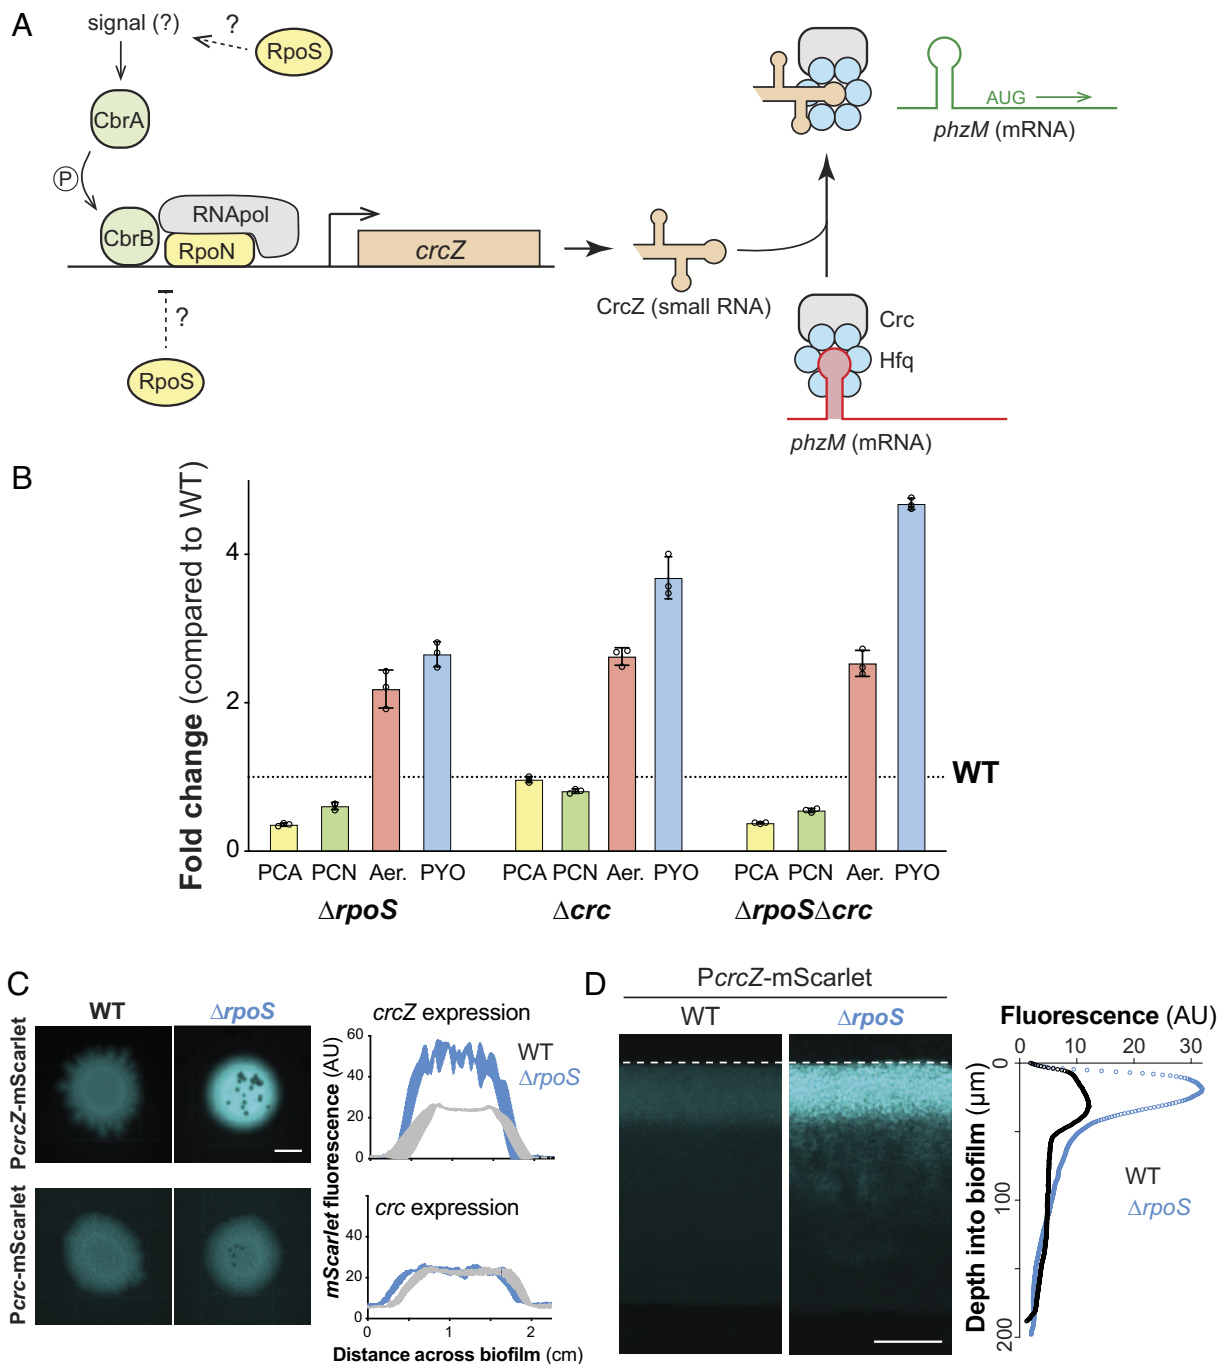 A
signal (?)
?
RpoS
CbrA
P
CbrB
RNApol
RpoN
crcZ
?
RpoS
CrcZ (small RNA)
AUG
phzM (mRNA)
Crc
Hfq
phzM (mRNA)
B
Fold change (compared to WT)
4
2
0
WT
PCA PCN Aer. PYO
PCA PCN Aer. PYO
PCA PCN Aer. PYO
ΔrpoS
Δcrc
ΔrpoSΔcrc
C
WT
ΔrpoS
PcrcZ-mScarlet
Pcrc-mScarlet
crcZ expression
WT
ΔrpoS
60
40
20
0
mScarlet fluorescence (AU)
crc expression
40
20
0
0 1 2
Distance across biofilm (cm)
D
PcrcZ-mScarlet
WT
ΔrpoS
Fluorescence (AU)
0 10 20 30
0
100
200
Depth into biofilm (µm)
WT
ΔrpoS